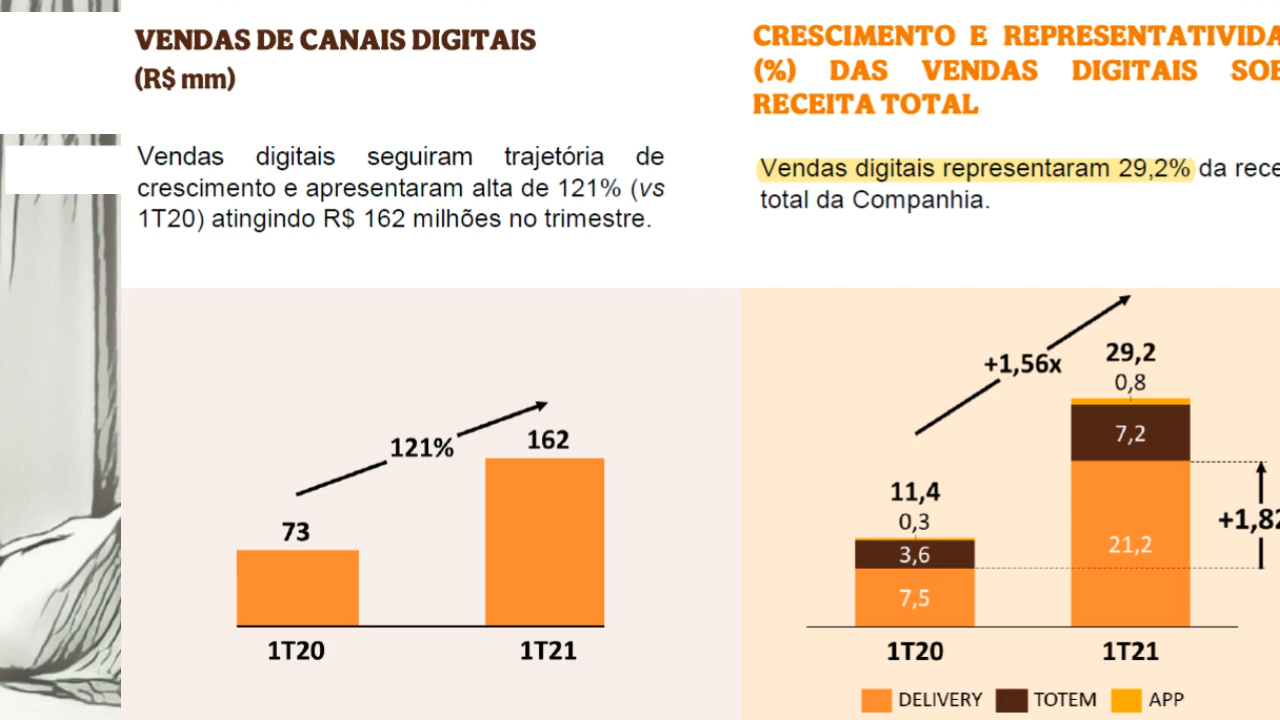 VENDAS DE CANAIS DIGITAIS
(R$ mm)
Vendas digitais seguiram trajetória de
crescimento e apresentaram alta de 121% (vs
1T20) atingindo R$ 162 milhões no trimestre.
121%
73
162
1T20
1T21
CRESCIMENTO E REPRESENTATIVIDA
(%) DAS VENDAS DIGITAIS SOB
RECEITA TOTAL
Vendas digitais representaram 29,2% da rece
total da Companhia.
+1,56x
29,2
0,8
7,2
21,2
11,4
0,3
3,6
7,5
+1,82
1T20
1T21
DELIVERY TOTEM APP